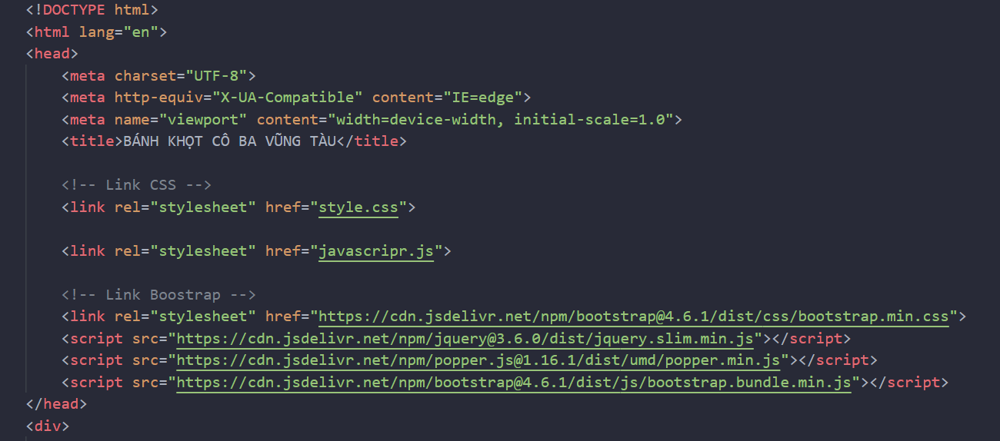 <!DOCTYPE html>
<html lang="en">
<head>
<meta charset="UTF-8">
<meta http-equiv="X-UA-Compatible" content="IE=edge">
<meta name="viewport" content="width=device-width, initial-scale=1.0">
<title>BÁNH KHỌT CÔ BA VŨNG TÀU</title>
<!-- Link CSS -->
<link rel="stylesheet" href="style.css">
<link rel="stylesheet" href="javascripr.js">
<!-- Link Boostrap -->
<link rel="stylesheet" href="https://cdn.jsdelivr.net/npm/bootstrap@4.6.1/dist/css/bootstrap.min.css">
<script src="https://cdn.jsdelivr.net/npm/jquery@3.6.0/dist/jquery.slim.min.js"></script>
<script src="https://cdn.jsdelivr.net/npm/popper.js@1.16.1/dist/umd/popper.min.js"></script>
<script src="https://cdn.jsdelivr.net/npm/bootstrap@4.6.1/dist/js/bootstrap.bundle.min.js"></script>
</head>
<div>